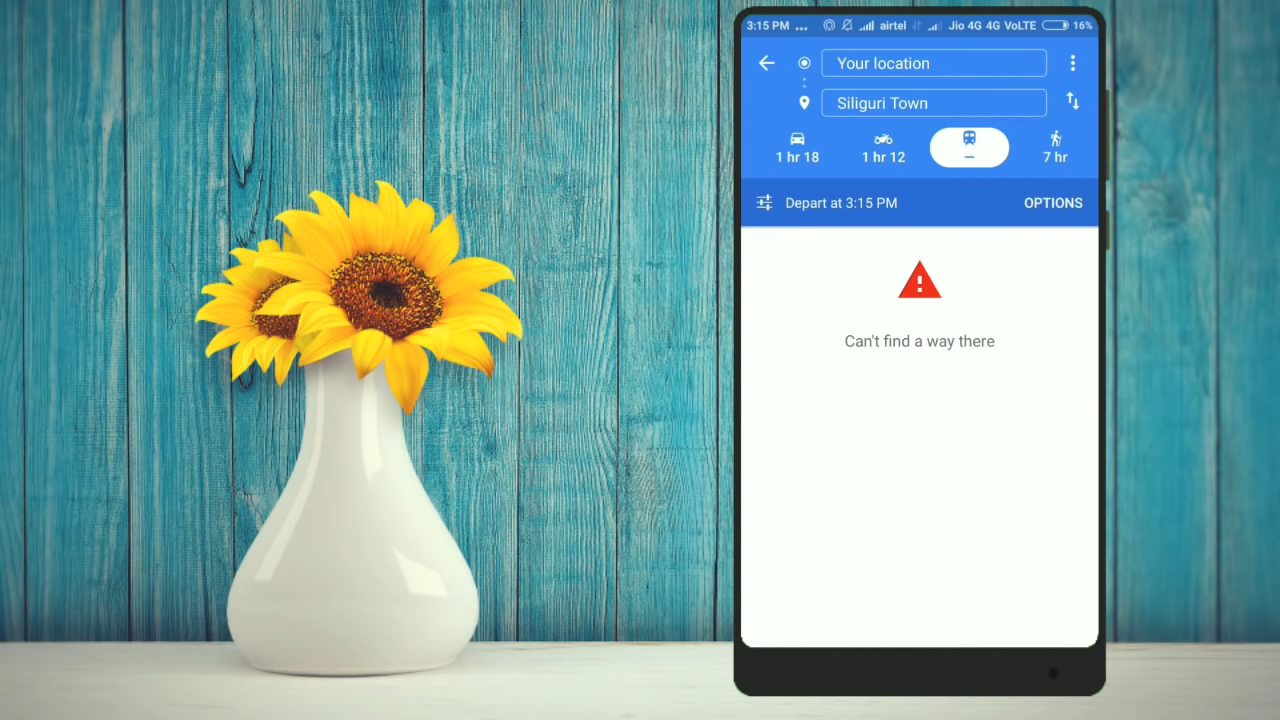 3:15 PM ... airtel Jio 4G 4G VoLTE 16%
Your location
Siliguri Town
1 hr 18 1 hr 12 – 7 hr
Depart at 3:15 PM OPTIONS
Can't find a way there